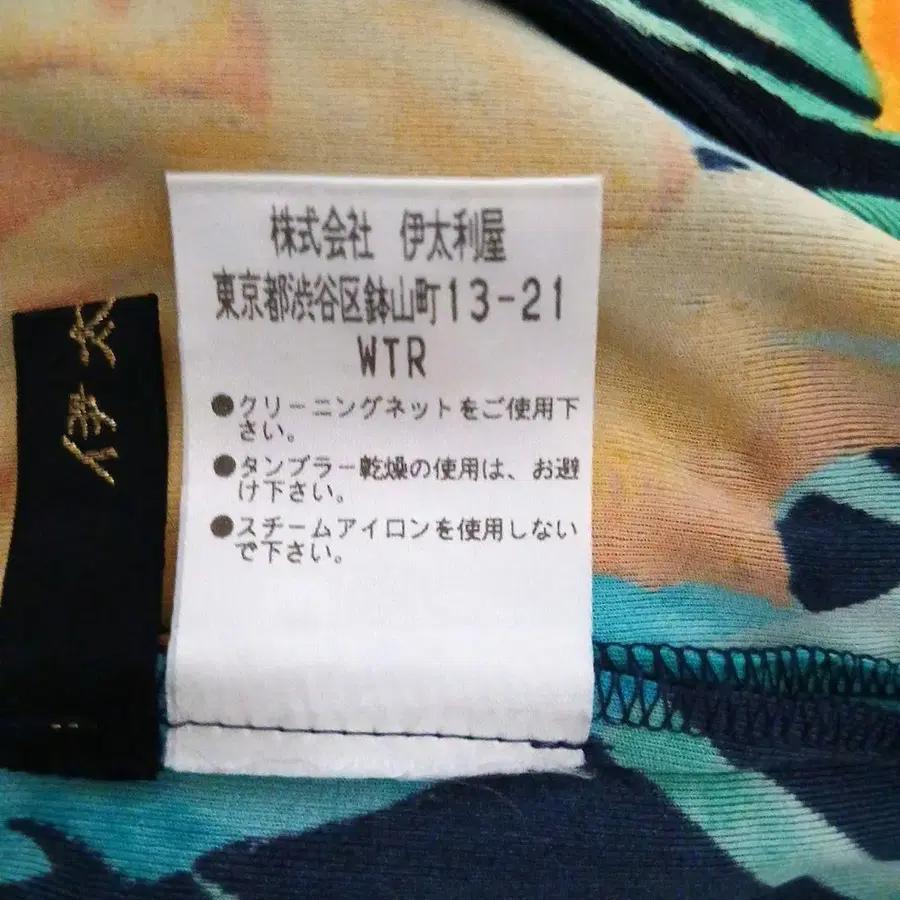 株式会社 伊太利屋
東京都渋谷区鉢山町13-21
WTR
●クリーニングネットをご使用下
さい。
●タンブラー乾燥の使用は、お避
け下さい。
●スチームアイロンを使用しない
で下さい。
伊太